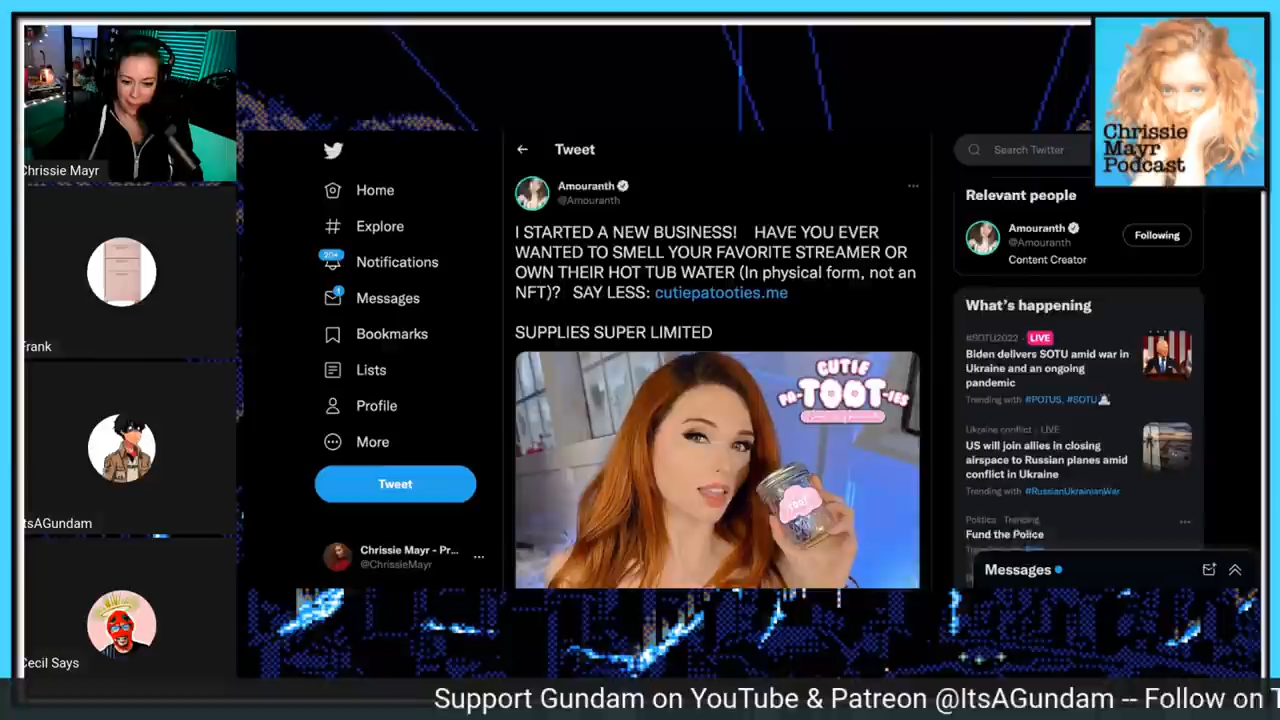 Chrissie Mayr
Frank
ItsAGundam
Cecil Says
Home
Explore
20+
Notifications
1
Messages
Bookmarks
Lists
Profile
More
Tweet
Chrissie Mayr - Pr...
@ChrissieMayr
Tweet
Amouranth
@Amouranth
I STARTED A NEW BUSINESS! HAVE YOU EVER
WANTED TO SMELL YOUR FAVORITE STREAMER OR
OWN THEIR HOT TUB WATER (In physical form, not an
NFT)? SAY LESS: cutiepatooties.me
SUPPLIES SUPER LIMITED
CUTIE
PA-TOOT-IES
TOOT
Search Twitter
Relevant people
Amouranth
@Amouranth
Following
Content Creator
What's happening
#SOTU2022 · LIVE
Biden delivers SOTU amid war in
Ukraine and an ongoing
pandemic
Trending with #POTUS, #SOTU
Ukraine conflict · LIVE
US will join allies in closing
airspace to Russian planes amid
conflict in Ukraine
Trending with #RussianUkrainianWar
Politics · Trending
Fund the Police
Messages
Chrissie
Mayr
Podcast
Support Gundam on YouTube & Patreon @ItsAGundam -- Follow on T